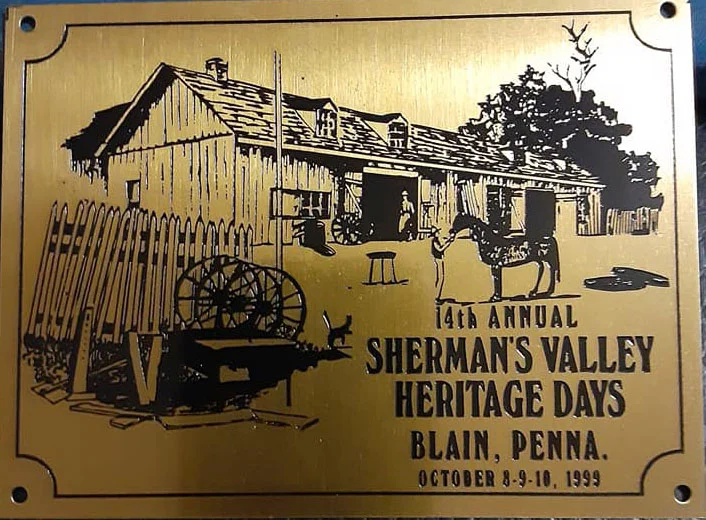 14th ANNUAL
SHERMAN'S VALLEY
HERITAGE DAYS
BLAIN, PENNA.
OCTOBER 8-9-10, 1999